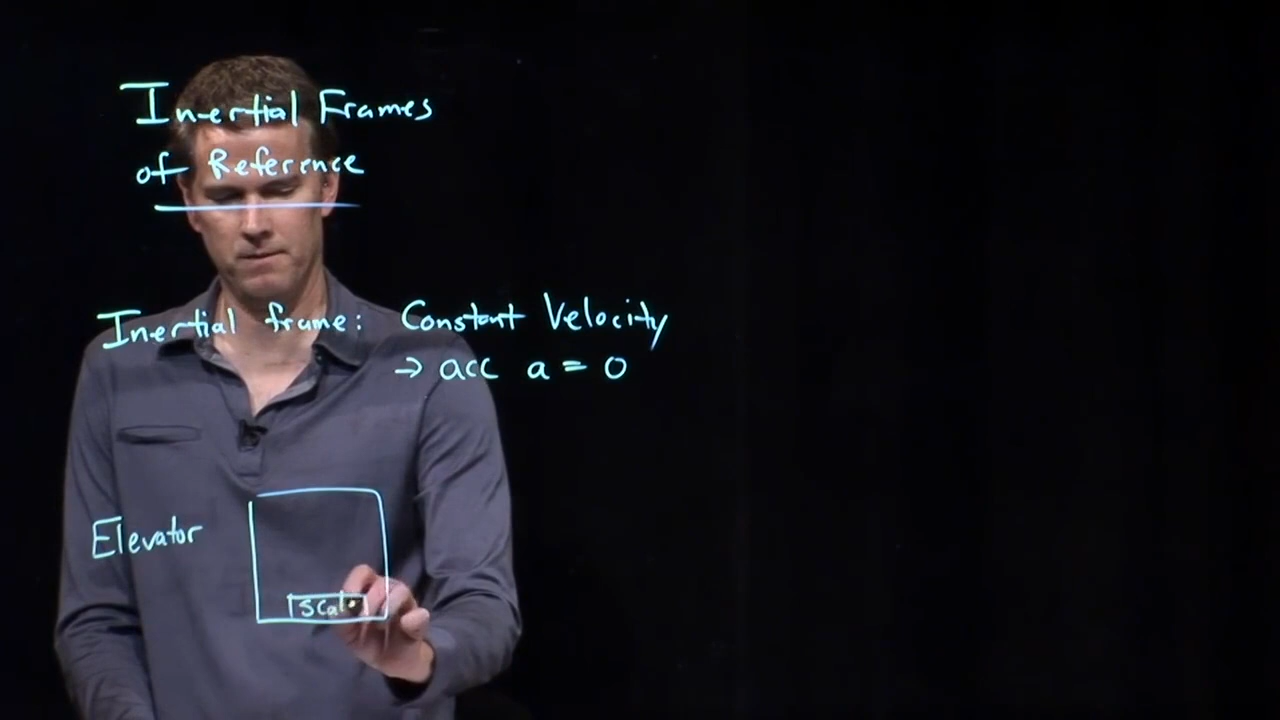 Inertial Frames
of Reference
Inertial frame: Constant Velocity
→ acc a = 0
Elevator